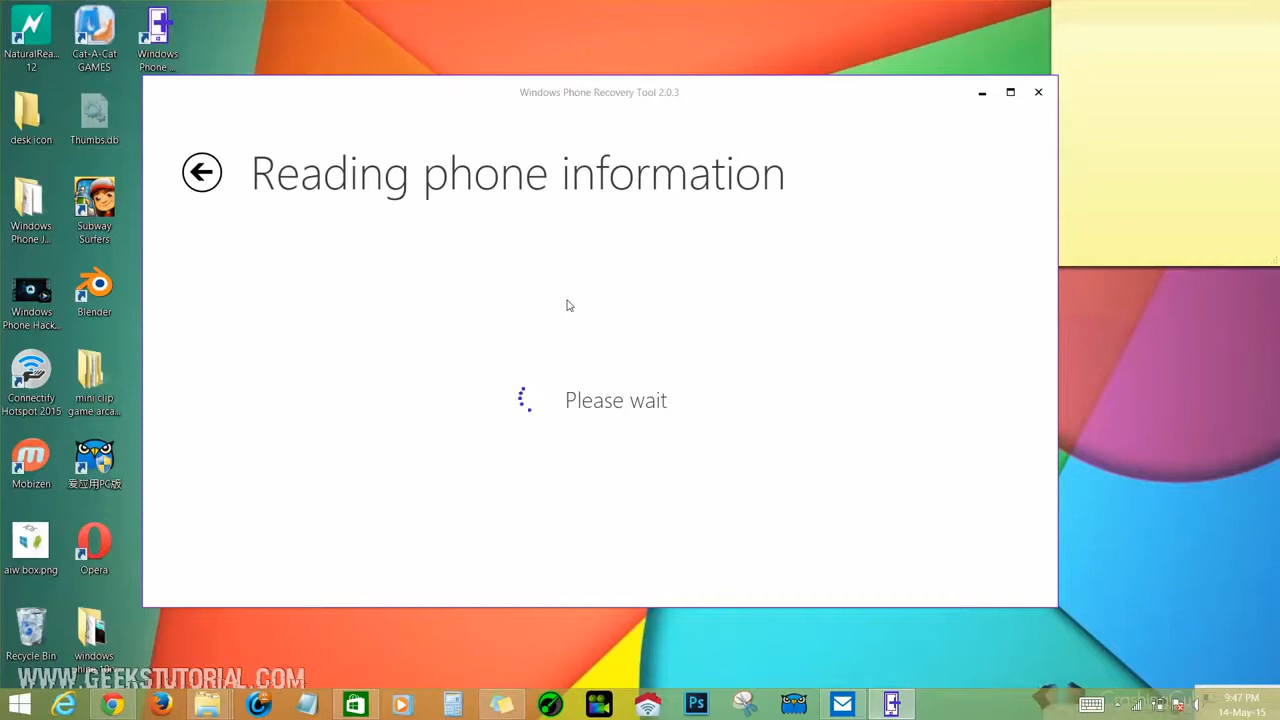 NaturalRea...
12
Cat-A-Cat
GAMES
Windows
Phone ...
desk icon
Thumbs.db
Windows
Phone J...
Subway
Surfers
Windows
Phone Hack...
Blender
Connectify
Hotspot 2015
mini clip
game arca...
Mobizen
爱应用PC版
aiw box.png
Opera
Recycle Bin
windows
Windows Phone Recovery Tool 2.0.3
Reading phone information
Please wait
WWW.GEEKSTUTORIAL.COM
Ps
9:47 PM
14-May-15